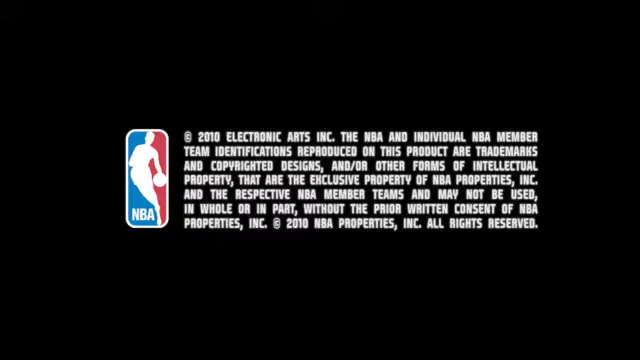 © 2010 ELECTRONIC ARTS INC. THE NBA AND INDIVIDUAL NBA MEMBER
TEAM IDENTIFICATIONS REPRODUCED ON THIS PRODUCT ARE TRADEMARKS
AND COPYRIGHTED DESIGNS, AND/OR OTHER FORMS OF INTELLECTUAL
PROPERTY, THAT ARE THE EXCLUSIVE PROPERTY OF NBA PROPERTIES, INC.
AND THE RESPECTIVE NBA MEMBER TEAMS AND MAY NOT BE USED,
IN WHOLE OR IN PART, WITHOUT THE PRIOR WRITTEN CONSENT OF NBA
PROPERTIES, INC. © 2010 NBA PROPERTIES, INC. ALL RIGHTS RESERVED.
NBA